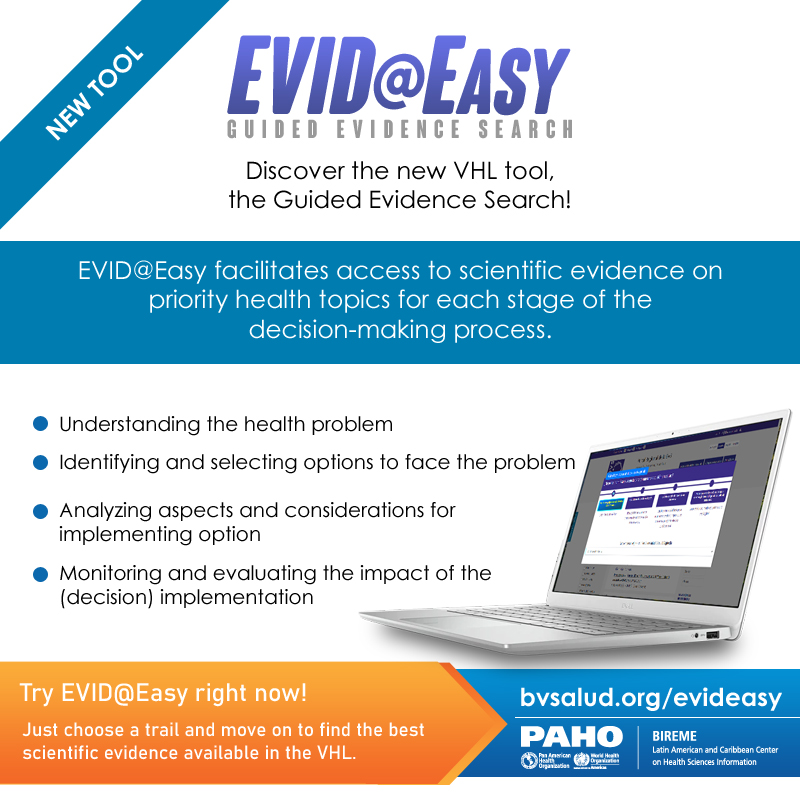 NEW TOOL
EVID@EASY
GUIDED EVIDENCE SEARCH
Discover the new VHL tool,
the Guided Evidence Search!
EVID@Easy facilitates access to scientific evidence on
priority health topics for each stage of the
decision-making process.
Understanding the health problem
Identifying and selecting options to face the problem
Analyzing aspects and considerations for
implementing option
Monitoring and evaluating the impact of the
(decision) implementation
Try EVID@Easy right now!
Just choose a trail and move on to find the best
scientific evidence available in the VHL.
bvsalud.org/evideasy
PAHO
Pan American
Health
Organization
World Health
Organization
Americas
BIREME
Latin American and Caribbean Center
on Health Sciences Information